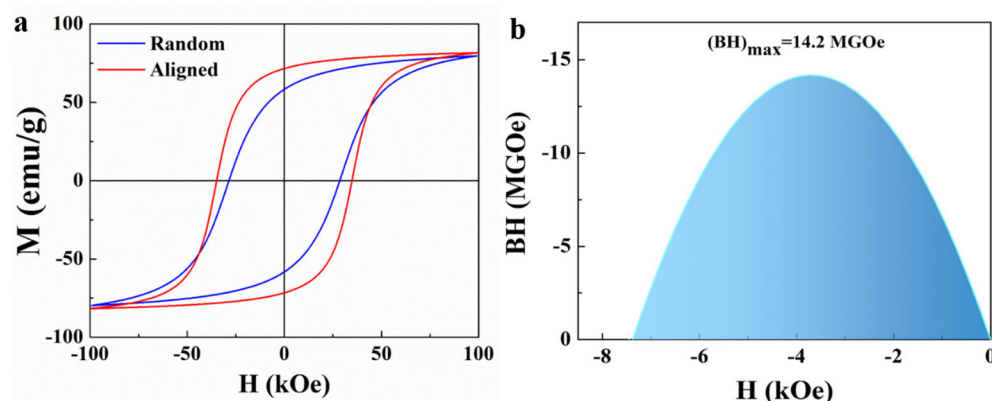 a
100
50
0
-50
-100
M (emu/g)
Random
Aligned
-100 -50 0 50 100
H (kOe)
b
(BH)max=14.2 MGOe
-15
-10
-5
0
BH (MGOe)
-8 -6 -4 -2 0
H (kOe)